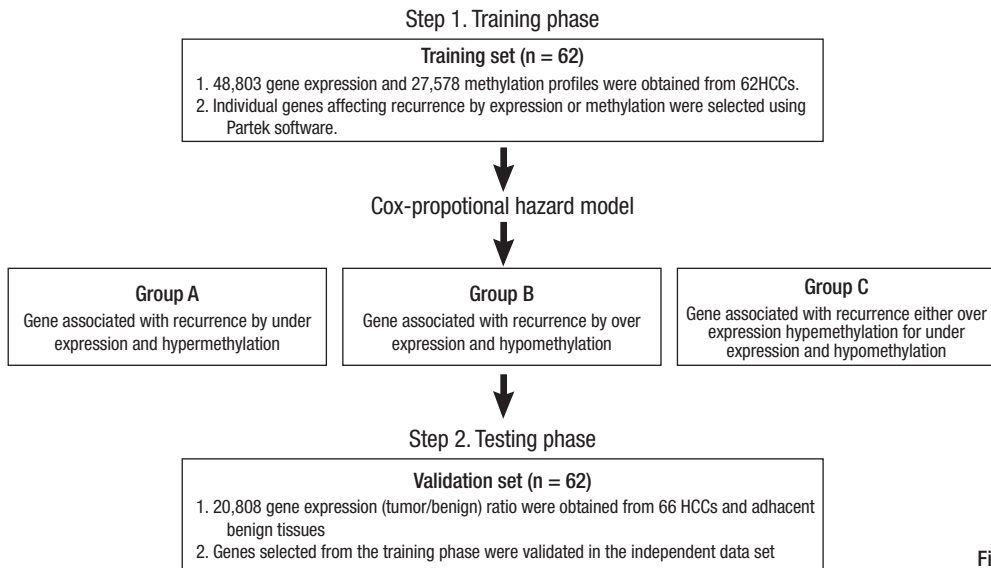 Step 1. Training phase
Training set (n = 62)
1. 48,803 gene expression and 27,578 methylation profiles were obtained from 62HCCs.
2. Individual genes affecting recurrence by expression or methylation were selected using
Partek software.
Cox-propotional hazard model
Group A
Gene associated with recurrence by under
expression and hypermethylation
Group B
Gene associated with recurrence by over
expression and hypomethylation
Group C
Gene associated with recurrence either over
expression hypemethylation for under
expression and hypomethylation
Step 2. Testing phase
Validation set (n = 62)
1. 20,808 gene expression (tumor/benign) ratio were obtained from 66 HCCs and adhacent
benign tissues
2. Genes selected from the training phase were validated in the independent data set
Fi